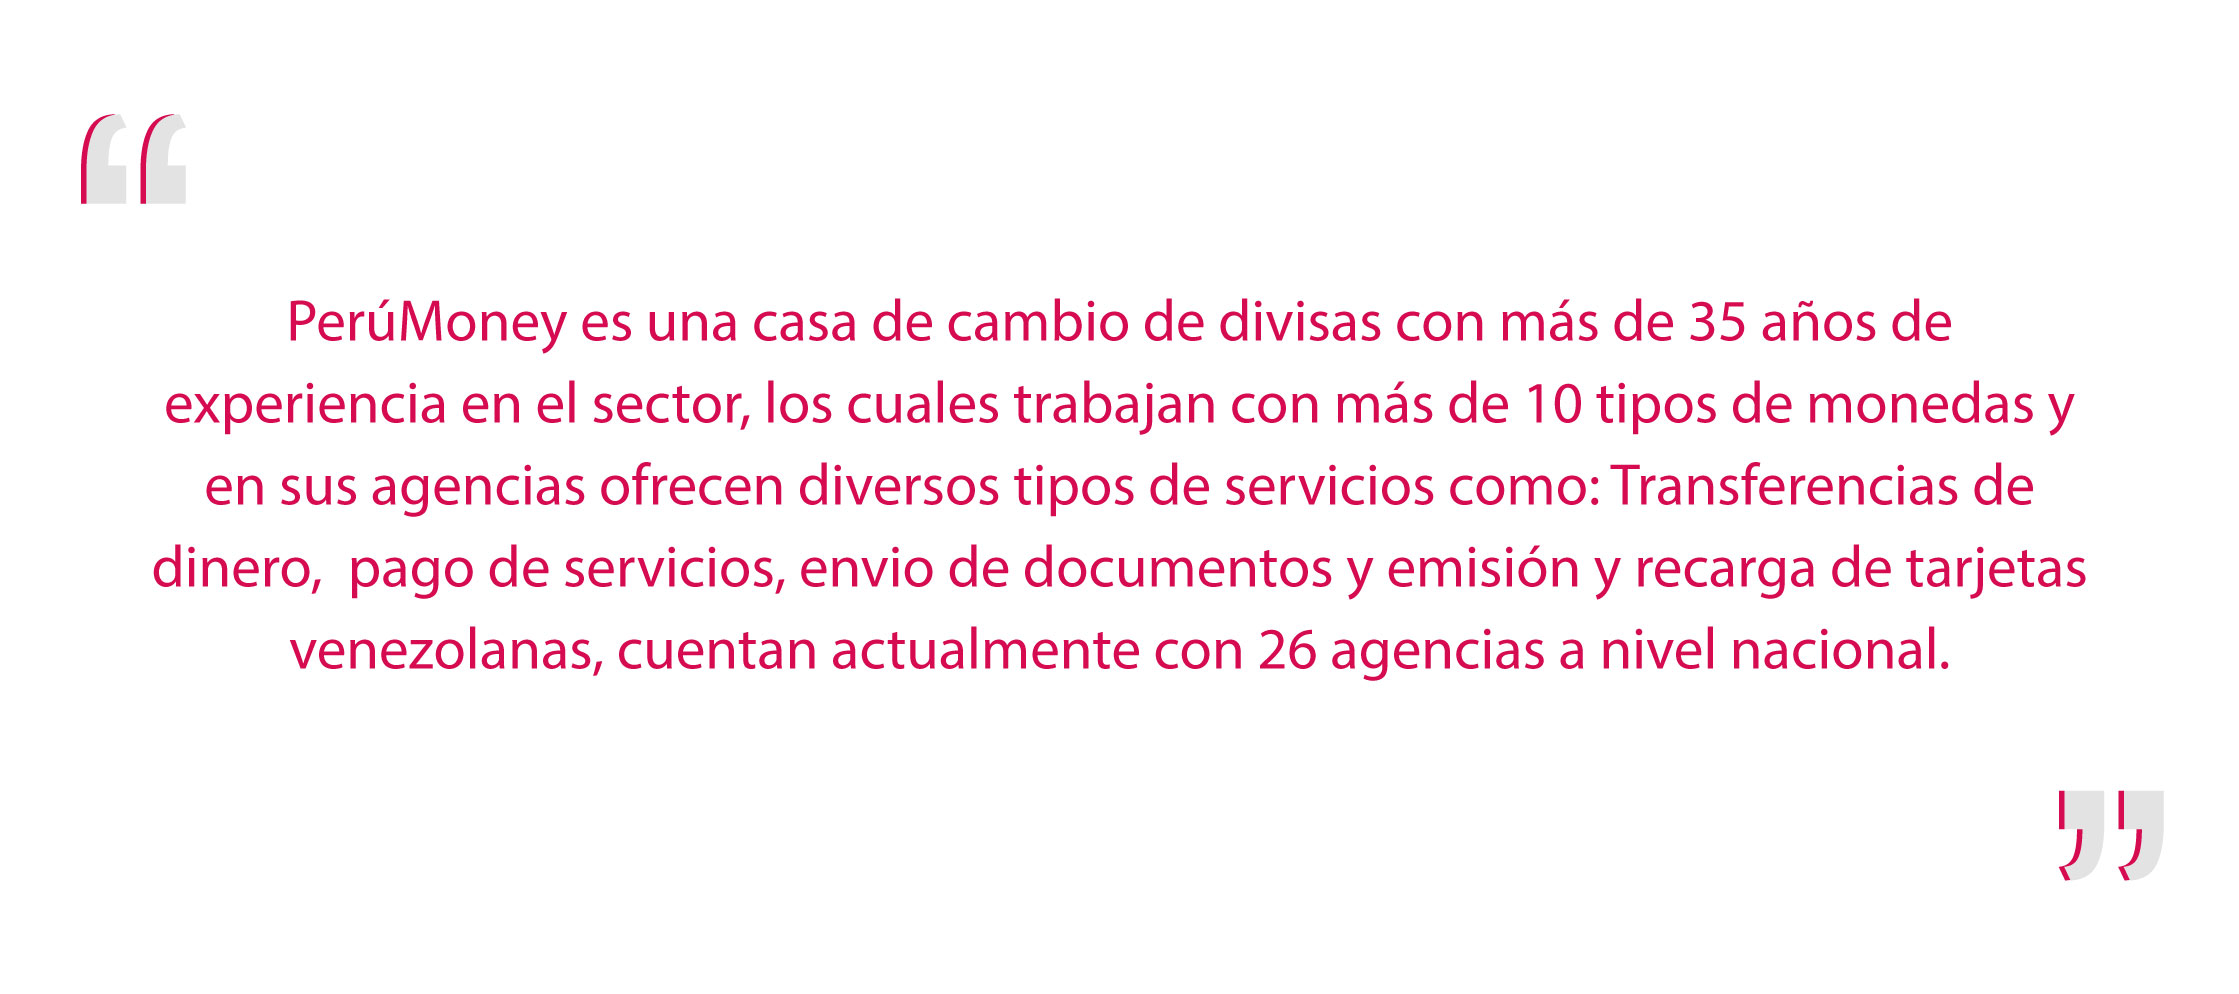 “
PerúMoney es una casa de cambio de divisas con más de 35 años de
experiencia en el sector, los cuales trabajan con más de 10 tipos de monedas y
en sus agencias ofrecen diversos tipos de servicios como: Transferencias de
dinero,  pago de servicios, envio de documentos y emisión y recarga de tarjetas
venezolanas, cuentan actualmente con 26 agencias a nivel nacional.
”